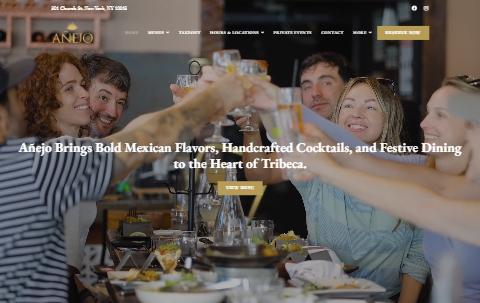 301 Church St. New York, NY 10013
AÑEJO
HOME
MENUS
TAKEOUT
HOURS & LOCATIONS
PRIVATE EVENTS
CONTACT
MORE
RESERVE NOW
Añejo Brings Bold Mexican Flavors, Handcrafted Cocktails, and Festive Dining
to the Heart of Tribeca.
VIEW MORE